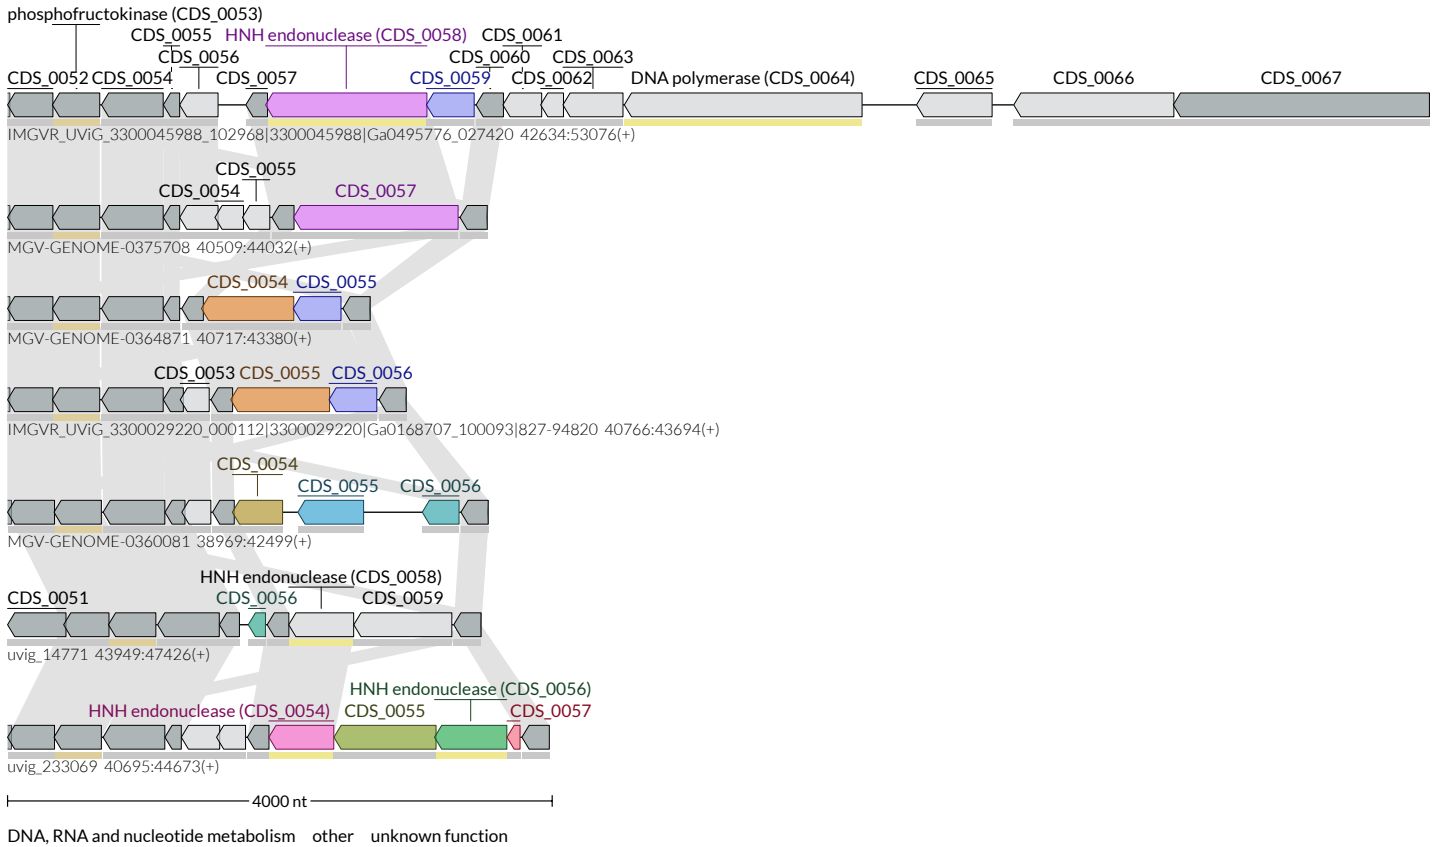 phosphofructokinase (CDS_0053)
CDS_0055 HNH endonuclease (CDS_0058) CDS_0061
CDS_0056 CDS_0060 CDS_0063
CDS_0052 CDS_0054 CDS_0057 CDS_0059 CDS_0062 DNA polymerase (CDS_0064) CDS_0065 CDS_0066 CDS_0067
IMGVR_UViG_3300045988_102968|3300045988|Ga0495776_027420 42634:53076(+)
CDS_0055
CDS_0054 CDS_0057
MGV-GENOME-0375708 40509:44032(+)
CDS_0054 CDS_0055
MGV-GENOME-0364871 40717:43380(+)
CDS_0053 CDS_0055 CDS_0056
IMGVR_UViG_3300029220_000112|3300029220|Ga0168707_100093|827-94820 40766:43694(+)
CDS_0054
CDS_0055 CDS_0056
MGV-GENOME-0360081 38969:42499(+)
HNH endonuclease (CDS_0058)
CDS_0051 CDS_0056 CDS_0059
uvig_14771 43949:47426(+)
HNH endonuclease (CDS_0056)
HNH endonuclease (CDS_0054) CDS_0055 CDS_0057
uvig_233069 40695:44673(+)
4000 nt
DNA, RNA and nucleotide metabolism other unknown function